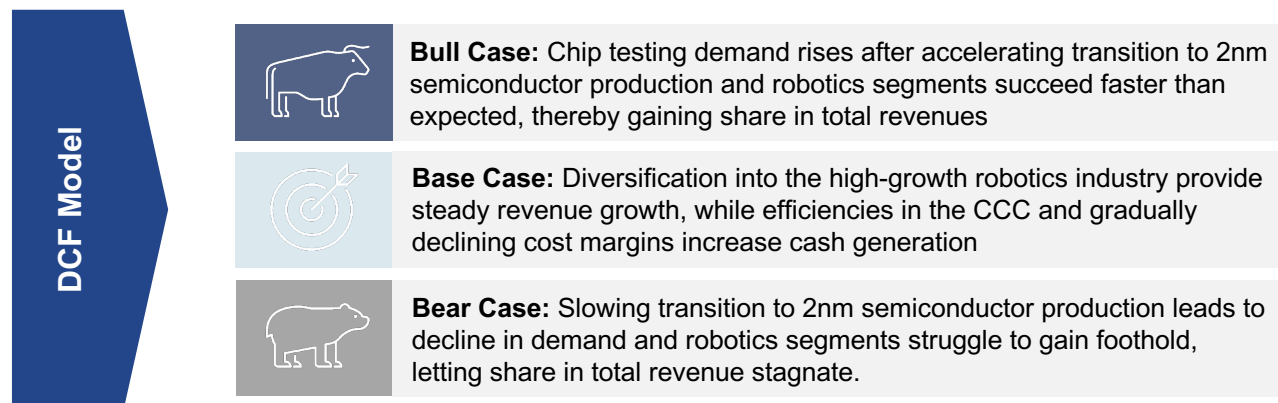 DCF Model
Bull Case: Chip testing demand rises after accelerating transition to 2nm
semiconductor production and robotics segments succeed faster than
expected, thereby gaining share in total revenues
Base Case: Diversification into the high-growth robotics industry provide
steady revenue growth, while efficiencies in the CCC and gradually
declining cost margins increase cash generation
Bear Case: Slowing transition to 2nm semiconductor production leads to
decline in demand and robotics segments struggle to gain foothold,
letting share in total revenue stagnate.